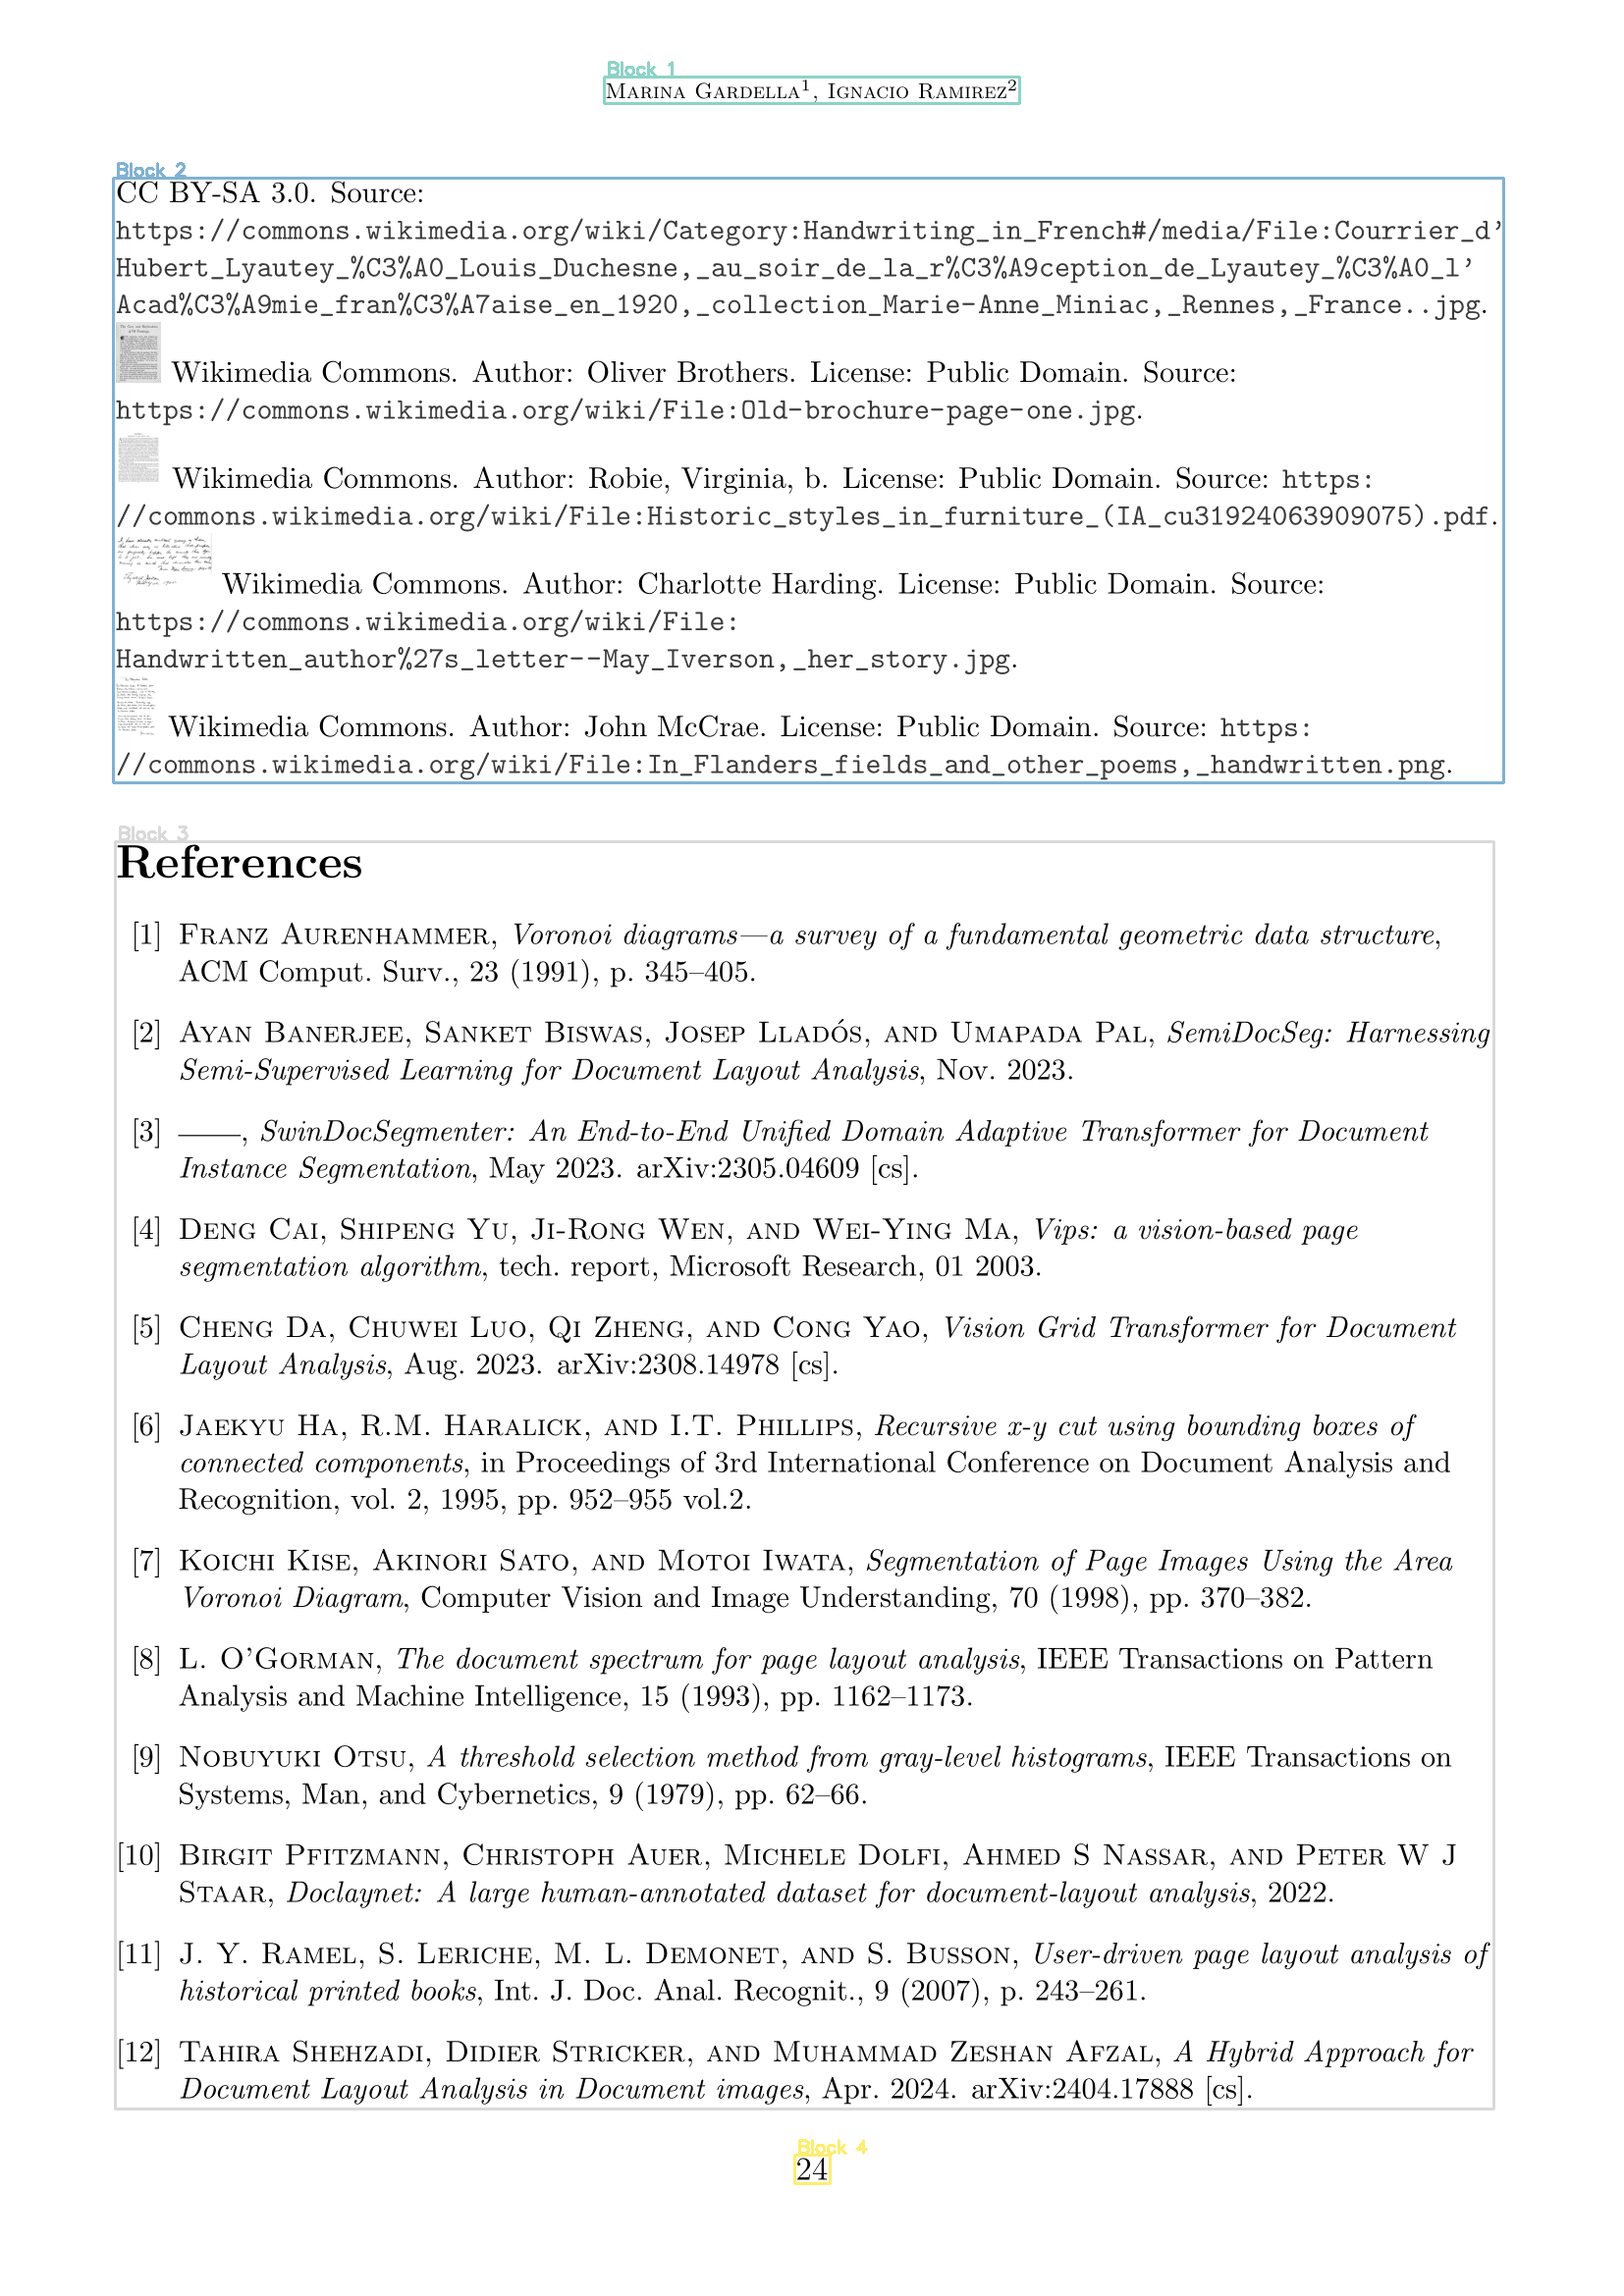 Block 1
Marina Gardella¹, Ignacio Ramirez²
Block 2
CC BY-SA 3.0. Source:
https://commons.wikimedia.org/wiki/Category:Handwriting_in_French#/media/File:Courrier_d'
Hubert_Lyautey_%C3%A0_Louis_Duchesne,_au_soir_de_la_r%C3%A9ception_de_Lyautey_%C3%A0_l'
Acad%C3%A9mie_fran%C3%A7aise_en_1920,_collection_Marie-Anne_Miniac,_Rennes,_France..jpg.
Wikimedia Commons. Author: Oliver Brothers. License: Public Domain. Source:
https://commons.wikimedia.org/wiki/File:Old-brochure-page-one.jpg.
Wikimedia Commons. Author: Robie, Virginia, b. License: Public Domain. Source: https:
//commons.wikimedia.org/wiki/File:Historic_styles_in_furniture_(IA_cu31924063909075).pdf.
Wikimedia Commons. Author: Charlotte Harding. License: Public Domain. Source:
https://commons.wikimedia.org/wiki/File:
Handwritten_author%27s_letter--May_Iverson,_her_story.jpg.
Wikimedia Commons. Author: John McCrae. License: Public Domain. Source: https:
//commons.wikimedia.org/wiki/File:In_Flanders_fields_and_other_poems,_handwritten.png.
Block 3
References
[1] Franz Aurenhammer, Voronoi diagrams—a survey of a fundamental geometric data structure,
ACM Comput. Surv., 23 (1991), p. 345–405.
[2] Ayan Banerjee, Sanket Biswas, Josep Lladós, and Umapada Pal, SemiDocSeg: Harnessing
Semi-Supervised Learning for Document Layout Analysis, Nov. 2023.
[3] ——, SwinDocSegmenter: An End-to-End Unified Domain Adaptive Transformer for Document
Instance Segmentation, May 2023. arXiv:2305.04609 [cs].
[4] Deng Cai, Shipeng Yu, Ji-Rong Wen, and Wei-Ying Ma, Vips: a vision-based page
segmentation algorithm, tech. report, Microsoft Research, 01 2003.
[5] Cheng Da, Chuwei Luo, Qi Zheng, and Cong Yao, Vision Grid Transformer for Document
Layout Analysis, Aug. 2023. arXiv:2308.14978 [cs].
[6] Jaekyu Ha, R.M. Haralick, and I.T. Phillips, Recursive x-y cut using bounding boxes of
connected components, in Proceedings of 3rd International Conference on Document Analysis and
Recognition, vol. 2, 1995, pp. 952–955 vol.2.
[7] Koichi Kise, Akinori Sato, and Motoi Iwata, Segmentation of Page Images Using the Area
Voronoi Diagram, Computer Vision and Image Understanding, 70 (1998), pp. 370–382.
[8] L. O'Gorman, The document spectrum for page layout analysis, IEEE Transactions on Pattern
Analysis and Machine Intelligence, 15 (1993), pp. 1162–1173.
[9] Nobuyuki Otsu, A threshold selection method from gray-level histograms, IEEE Transactions on
Systems, Man, and Cybernetics, 9 (1979), pp. 62–66.
[10] Birgit Pfitzmann, Christoph Auer, Michele Dolfi, Ahmed S Nassar, and Peter W J
Staar, Doclaynet: A large human-annotated dataset for document-layout analysis, 2022.
[11] J. Y. Ramel, S. Leriche, M. L. Demonet, and S. Busson, User-driven page layout analysis of
historical printed books, Int. J. Doc. Anal. Recognit., 9 (2007), p. 243–261.
[12] Tahira Shehzadi, Didier Stricker, and Muhammad Zeshan Afzal, A Hybrid Approach for
Document Layout Analysis in Document images, Apr. 2024. arXiv:2404.17888 [cs].
Block 4
24